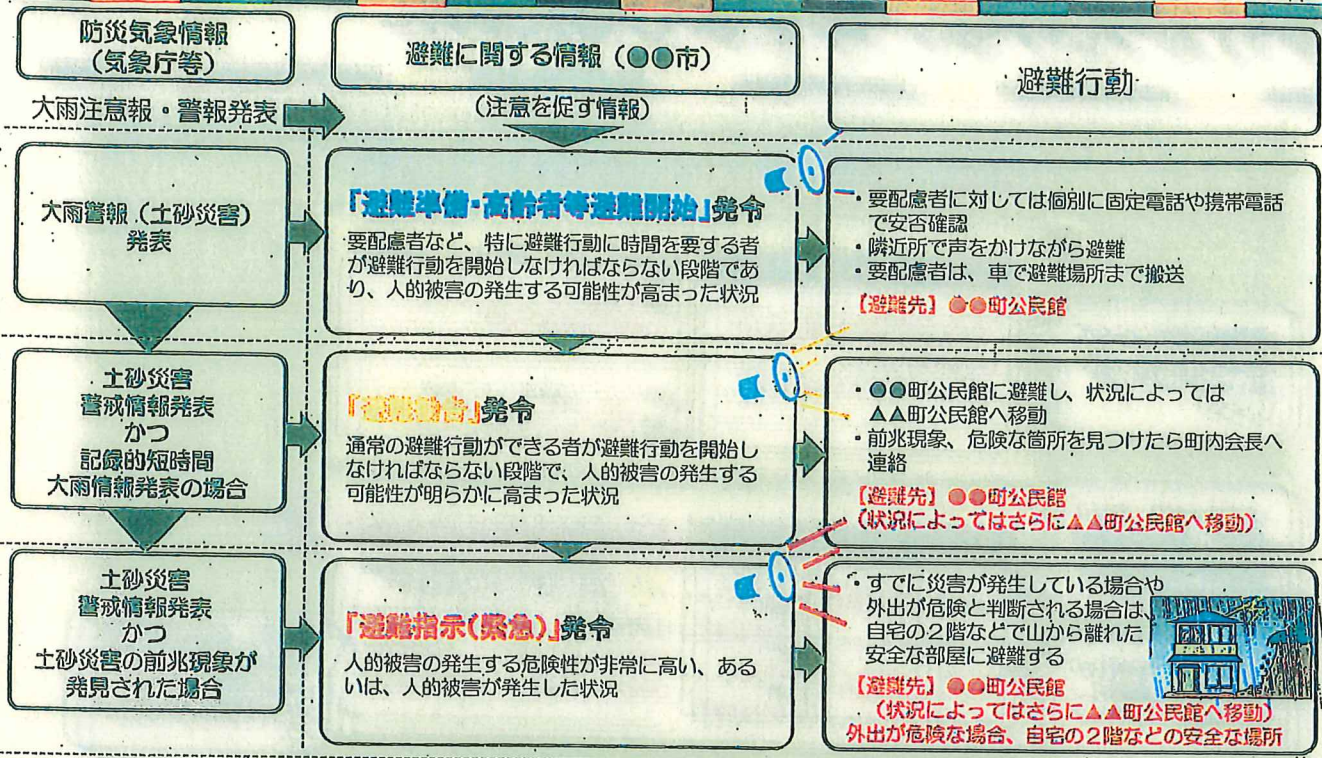 防災気象情報
(気象庁等)
避難に関する情報(●●市)
避難行動
大雨注意報・警報発表
(注意を促す情報)
大雨警報(土砂災害)
発表
『避難準備・高齢者等避難開始』発令
要配慮者など、特に避難行動に時間を要する者
が避難行動を開始しなければならない段階であ
り、人的被害の発生する可能性が高まった状況
・要配慮者に対しては個別に固定電話や携帯電話
で安否確認
・隣近所で声をかけながら避難
・要配慮者は、車で避難場所まで搬送
【避難先】●●町公民館
土砂災害
警戒情報発表
かつ
記録的短時間
大雨情報発表の場合
『避難勧告』発令
通常の避難行動ができる者が避難行動を開始し
なければならない段階で、人的被害の発生する
可能性が明らかに高まった状況
・●●町公民館に避難し、状況によっては
▲▲町公民館へ移動
・前兆現象、危険な箇所を見つけたら町内会長へ
連絡
【避難先】●●町公民館
(状況によってはさらに▲▲町公民館へ移動)
土砂災害
警戒情報発表
かつ
土砂災害の前兆現象が
発見された場合
『避難指示(緊急)』発令
人的被害の発生する危険性が非常に高い、ある
いは、人的被害が発生した状況
・すでに災害が発生している場合や
外出が危険と判断される場合は、
自宅の2階などで山から離れた
安全な部屋に避難する
【避難先】●●町公民館
(状況によってはさらに▲▲町公民館へ移動)
外出が危険な場合、自宅の2階などの安全な場所